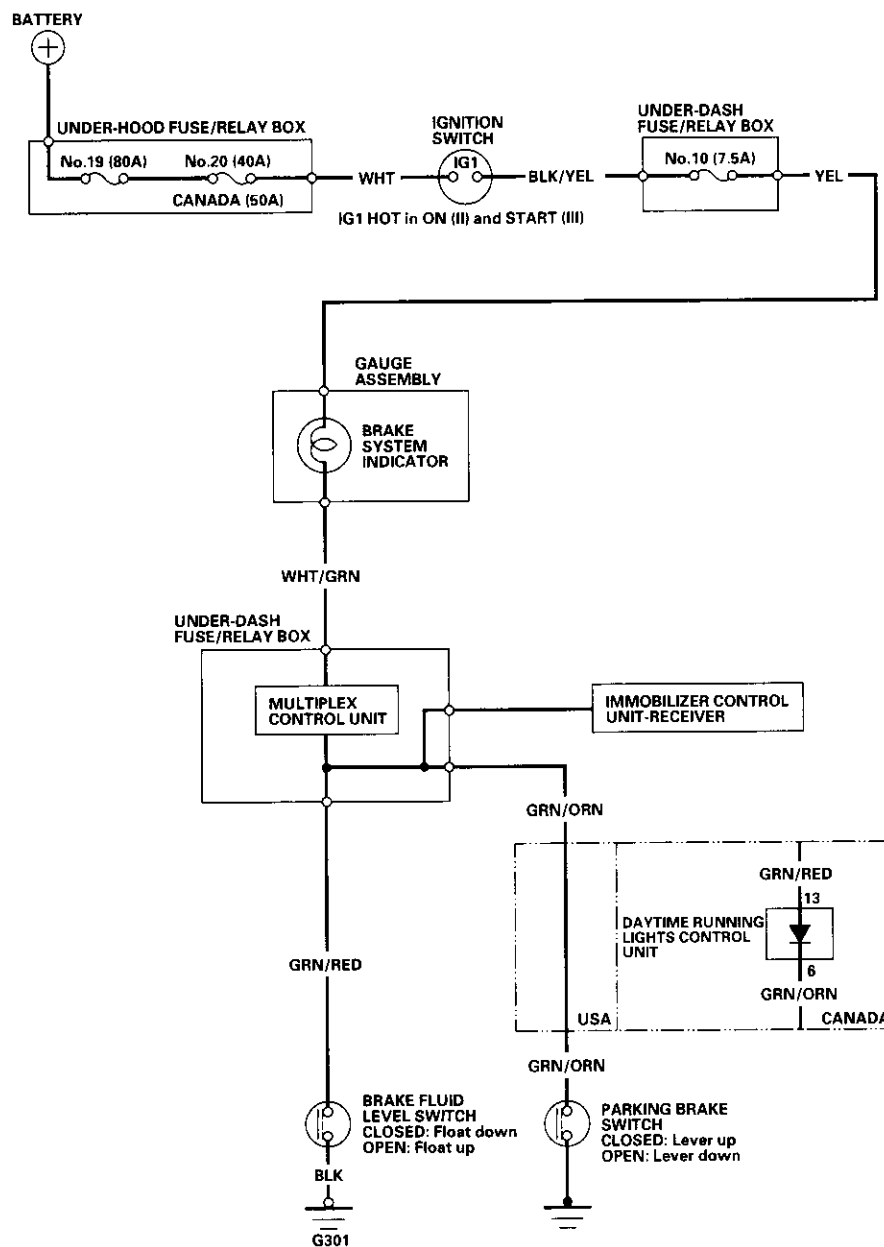 BATTERY
UNDER-HOOD FUSE/RELAY BOX
No.19 (80A)
No.20 (40A)
CANADA (50A)
WHT
IGNITION
SWITCH
IG1
IG1 HOT in ON (II) and START (III)
BLK/YEL
UNDER-DASH
FUSE/RELAY BOX
No.10 (7.5A)
YEL
GAUGE
ASSEMBLY
BRAKE
SYSTEM
INDICATOR
WHT/GRN
UNDER-DASH
FUSE/RELAY BOX
MULTIPLEX
CONTROL UNIT
IMMOBILIZER CONTROL
UNIT-RECEIVER
GRN/ORN
GRN/RED
13
DAYTIME RUNNING
LIGHTS CONTROL
UNIT
6
GRN/ORN
USA
CANADA
GRN/RED
GRN/ORN
BRAKE FLUID
LEVEL SWITCH
CLOSED: Float down
OPEN: Float up
PARKING BRAKE
SWITCH
CLOSED: Lever up
OPEN: Lever down
BLK
G301